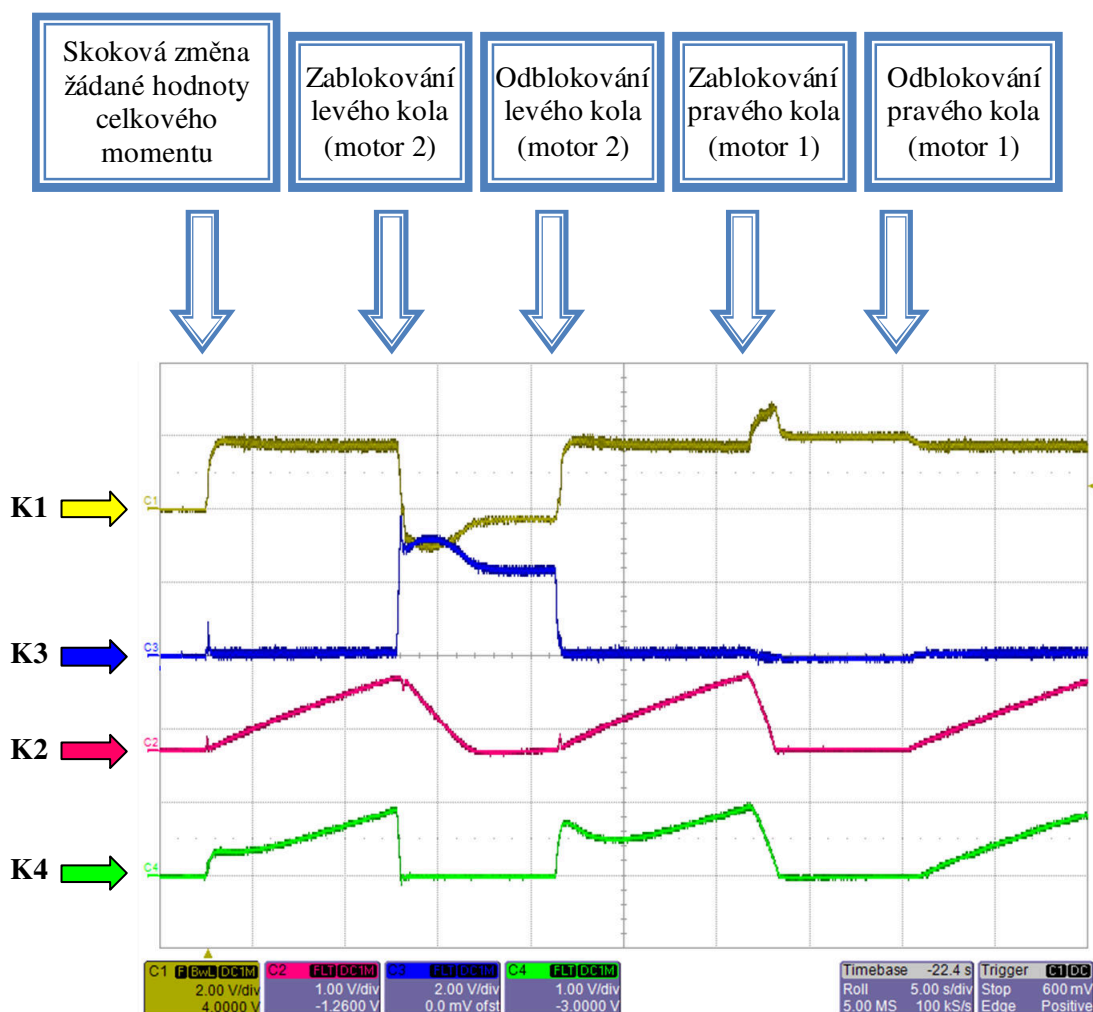 Skoková změna
žádané hodnoty
celkového
momentu
Zablokování
levého kola
(motor 2)
Odblokování
levého kola
(motor 2)
Zablokování
pravého kola
(motor 1)
Odblokování
pravého kola
(motor 1)
K1
C1
K3
C3
K2
C2
K4
C4
C1 F BwL DC1M
2.00 V/div
4.0000 V
C2 FLT DC1M
1.00 V/div
-1.2600 V
C3 FLT DC1M
2.00 V/div
0.0 mV ofst
C4 FLT DC1M
1.00 V/div
-3.0000 V
Timebase -22.4 s
Roll 5.00 s/div
5.00 MS 100 kS/s
Trigger C1 DC
Stop 600 mV
Edge Positive